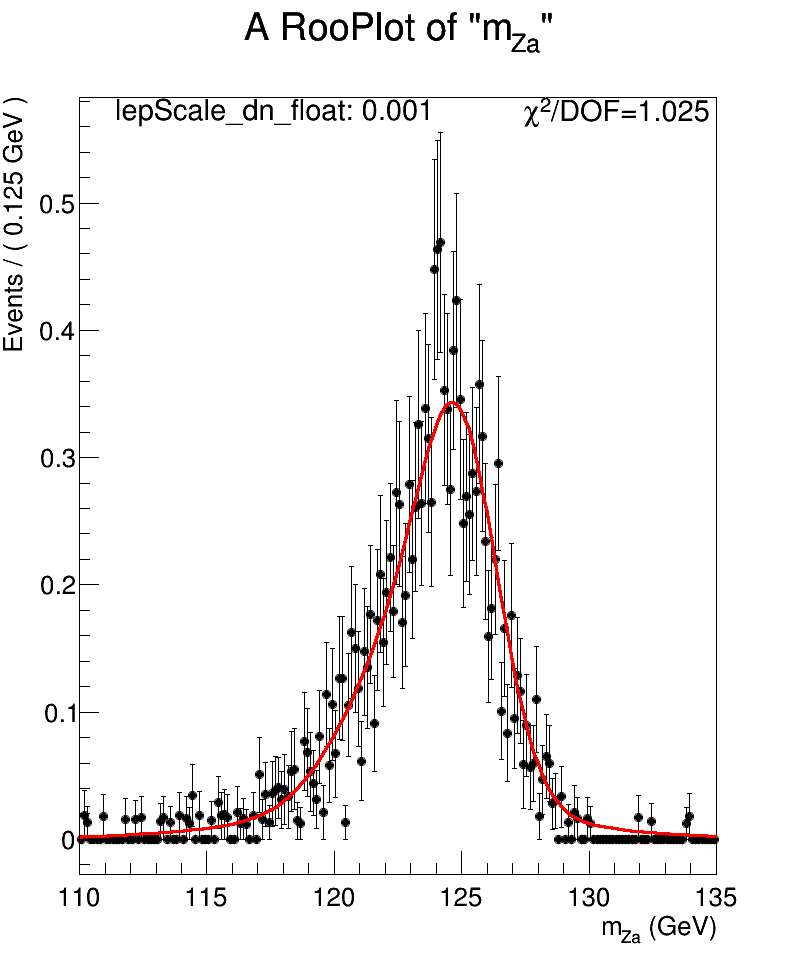 A RooPlot of "m_Za"
lepScale_dn_float: 0.001
χ²/DOF=1.025
Events / ( 0.125 GeV )
0.5
0.4
0.3
0.2
0.1
0
110 115 120 125 130 135
m_Za (GeV)